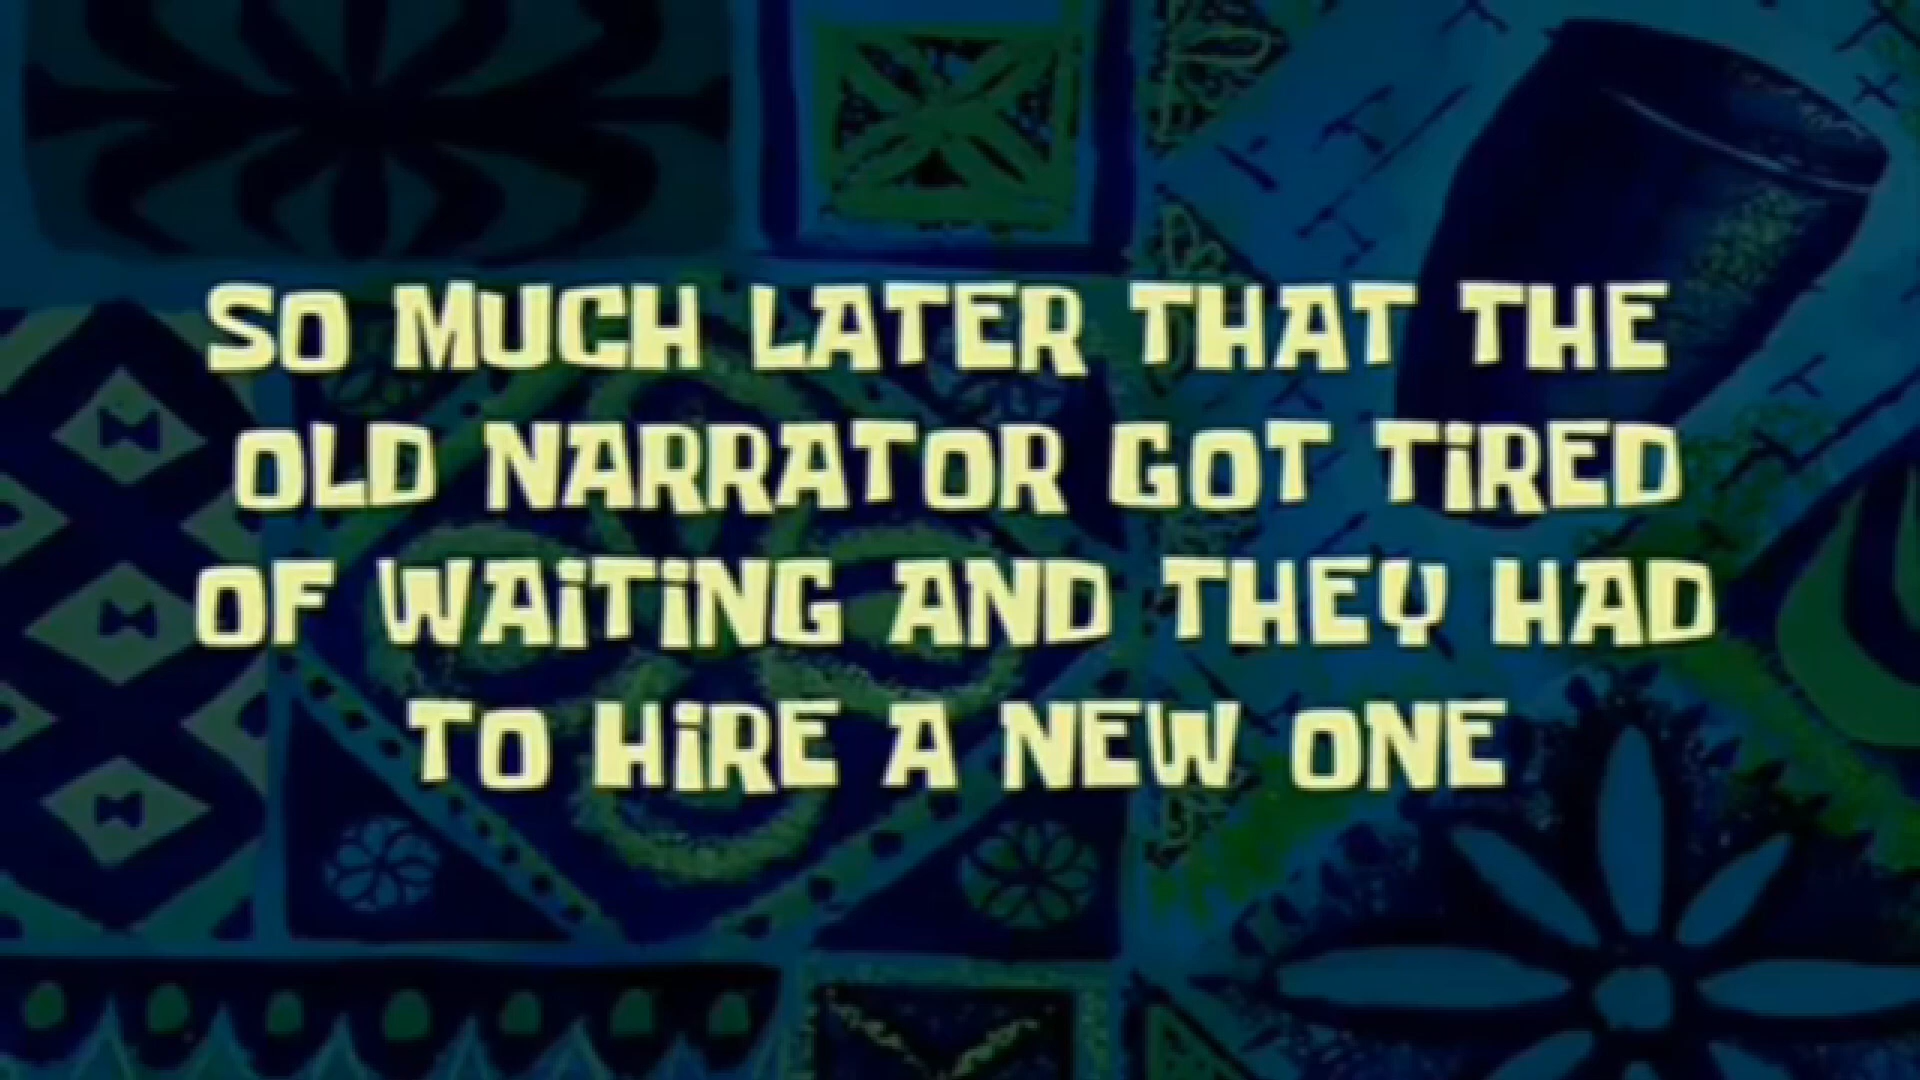 SO MUCH LATER THAT THE
OLD NARRATOR GOT TiRED
OF WAiTiNG AND THEY HAD
TO HiRE A NEW ONE